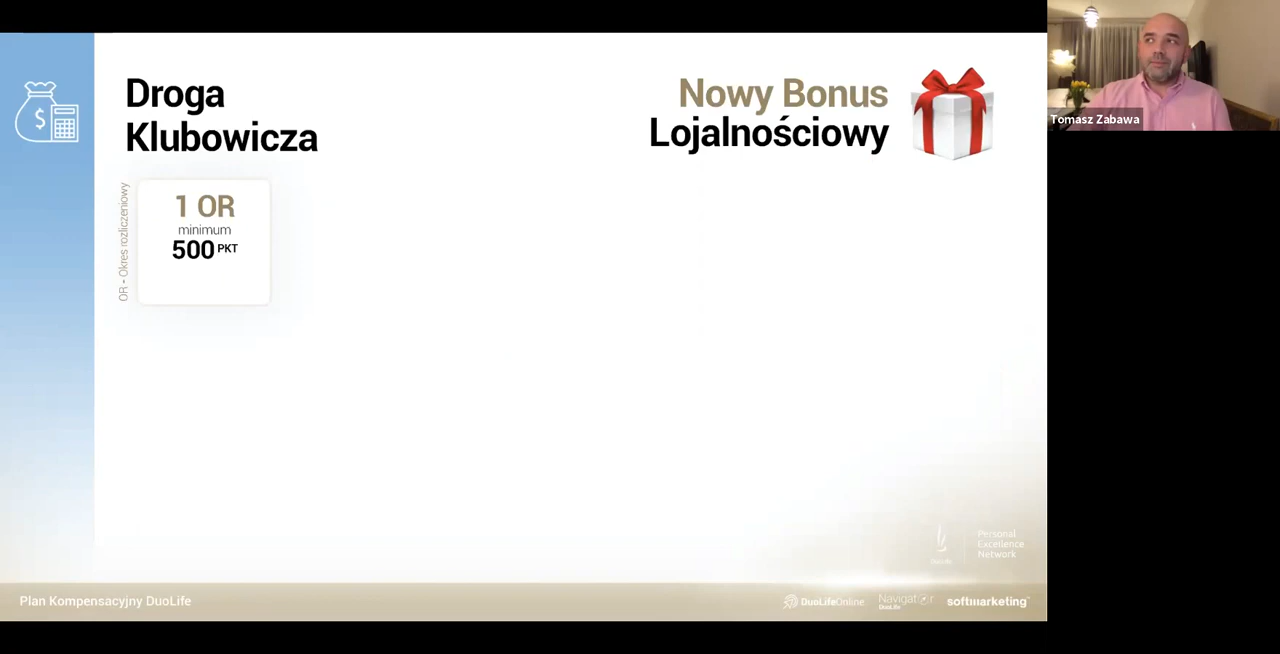 Droga
Klubowicza
Nowy Bonus
Lojalnościowy
Tomasz Zabawa
OR - Okres rozliczeniowy
1 OR
minimum
500 PKT
$
Personal
Excellence
Network
Plan Kompensacyjny DuoLife
DuoLifeOnline
Navigator
DuoLife
softmarketing